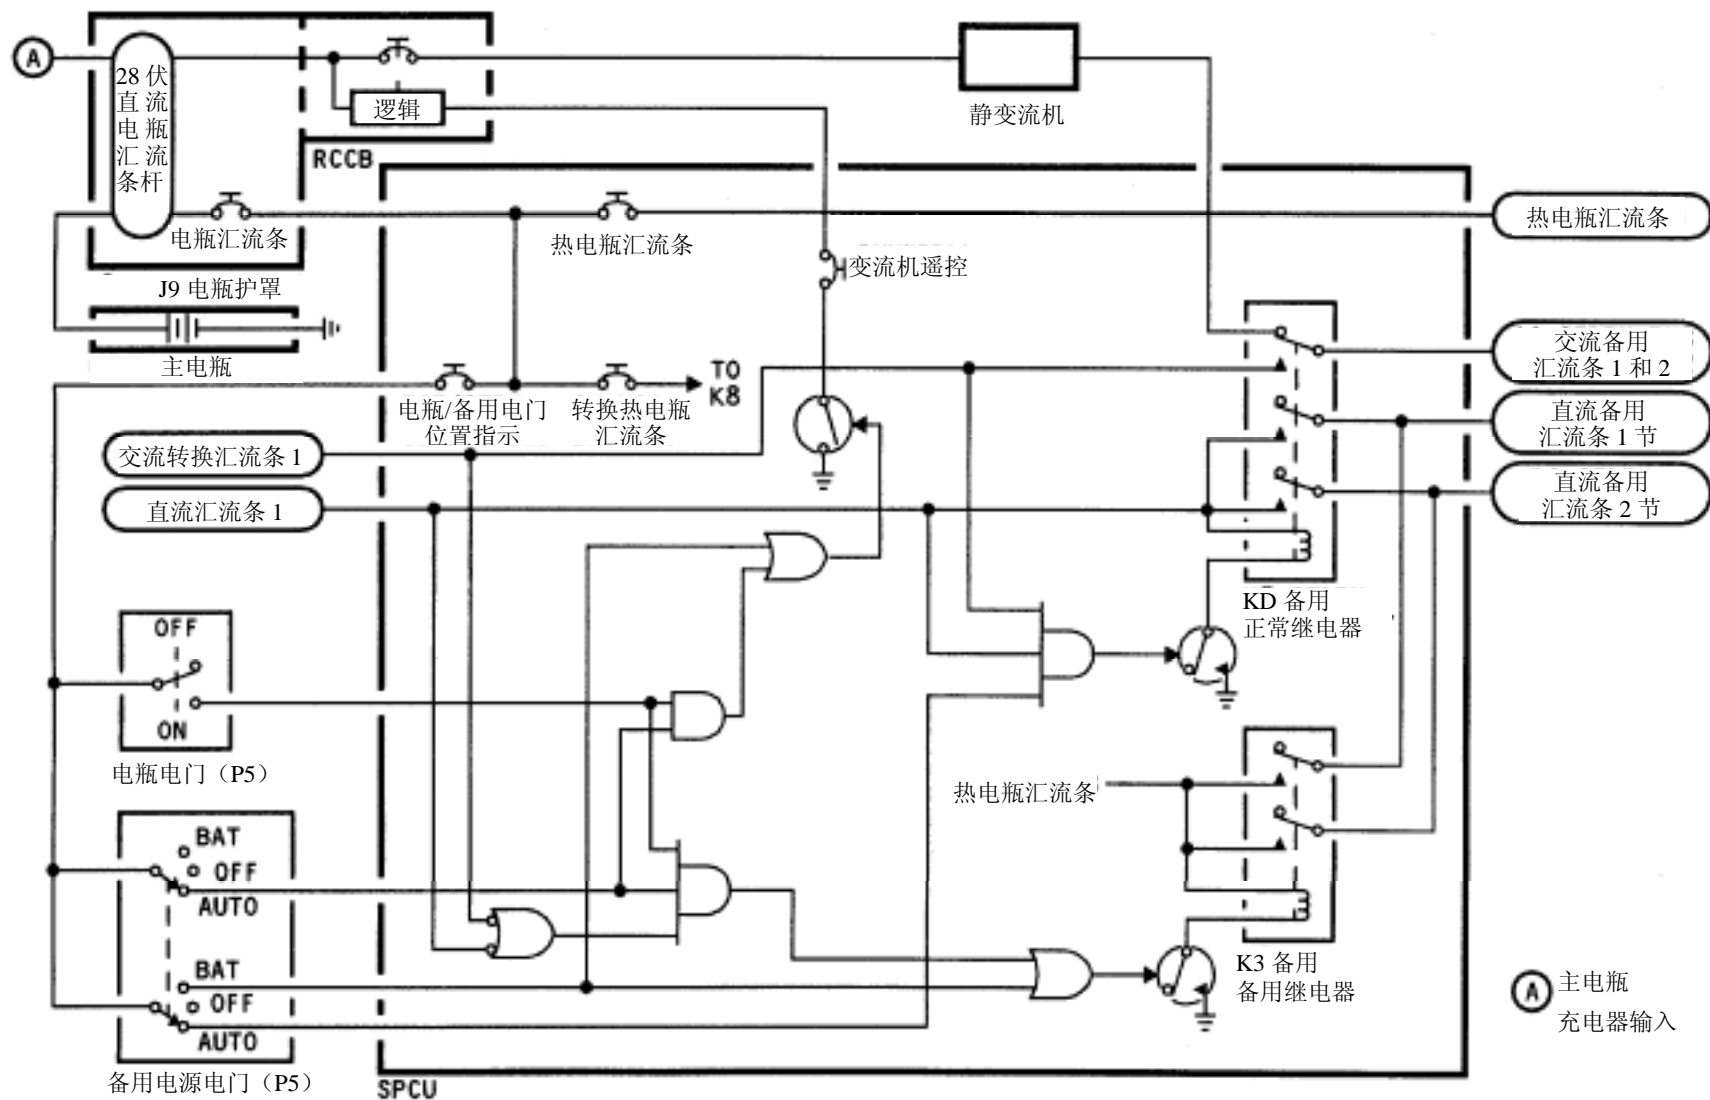 A
28 伏
直 流
电 瓶
汇 流
条杆
逻辑
RCCB
静变流机
电瓶汇流条
热电瓶汇流条
热电瓶汇流条
变流机遥控
J9 电瓶护罩
主电瓶
TO
K8
电瓶/备用电门
位置指示
转换热电瓶
汇流条
交流备用
汇流条 1 和 2
直流备用
汇流条 1 节
直流备用
汇流条 2 节
交流转换汇流条 1
直流汇流条 1
KD 备用
正常继电器
OFF
ON
电瓶电门（P5）
热电瓶汇流条
BAT
OFF
AUTO
BAT
OFF
AUTO
备用电源电门（P5）
K3 备用
备用继电器
SPCU
A 主电瓶
充电器输入